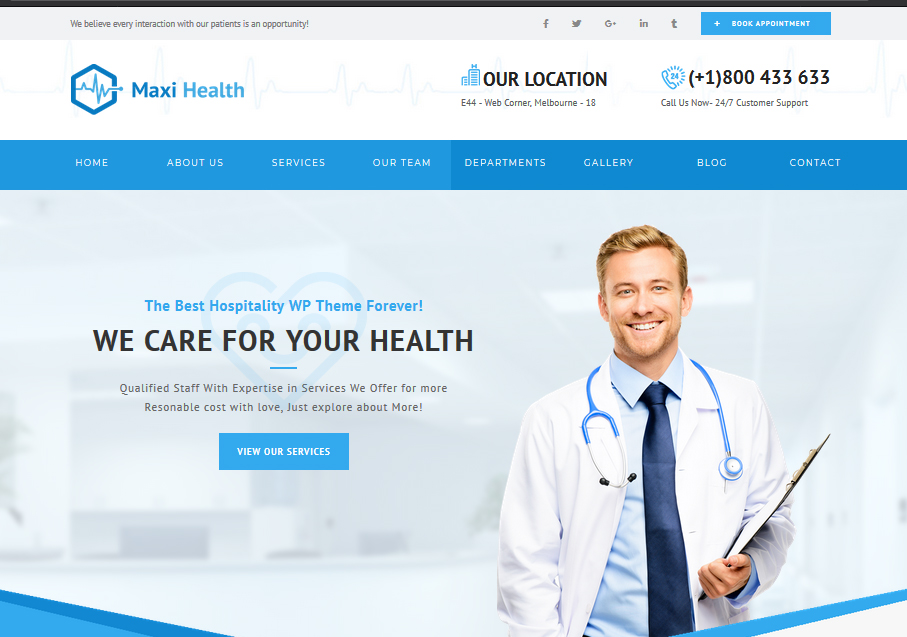 We believe every interaction with our patients is an opportunity!
BOOK APPOINTMENT
Maxi Health
OUR LOCATION
E44 - Web Corner, Melbourne - 18
24
(+1)800 433 633
Call Us Now- 24/7 Customer Support
HOME ABOUT US SERVICES OUR TEAM DEPARTMENTS GALLERY BLOG CONTACT
The Best Hospitality WP Theme Forever!
WE CARE FOR YOUR HEALTH
Qualified Staff With Expertise in Services We Offer for more
Resonable cost with love, Just explore about More!
VIEW OUR SERVICES